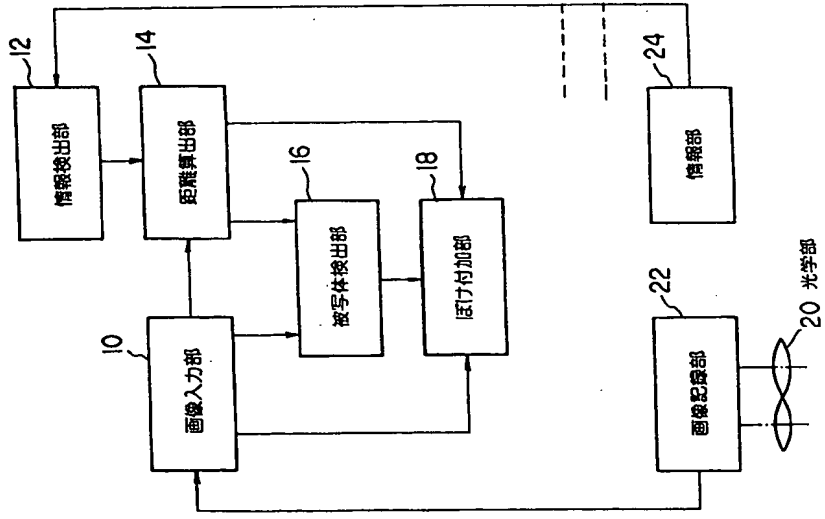 12
情報検出部
14
距離算出部
10
画像入力部
16
被写体検出部
18
ぼけ付加部
24
情報部
22
画像記録部
20 光学部